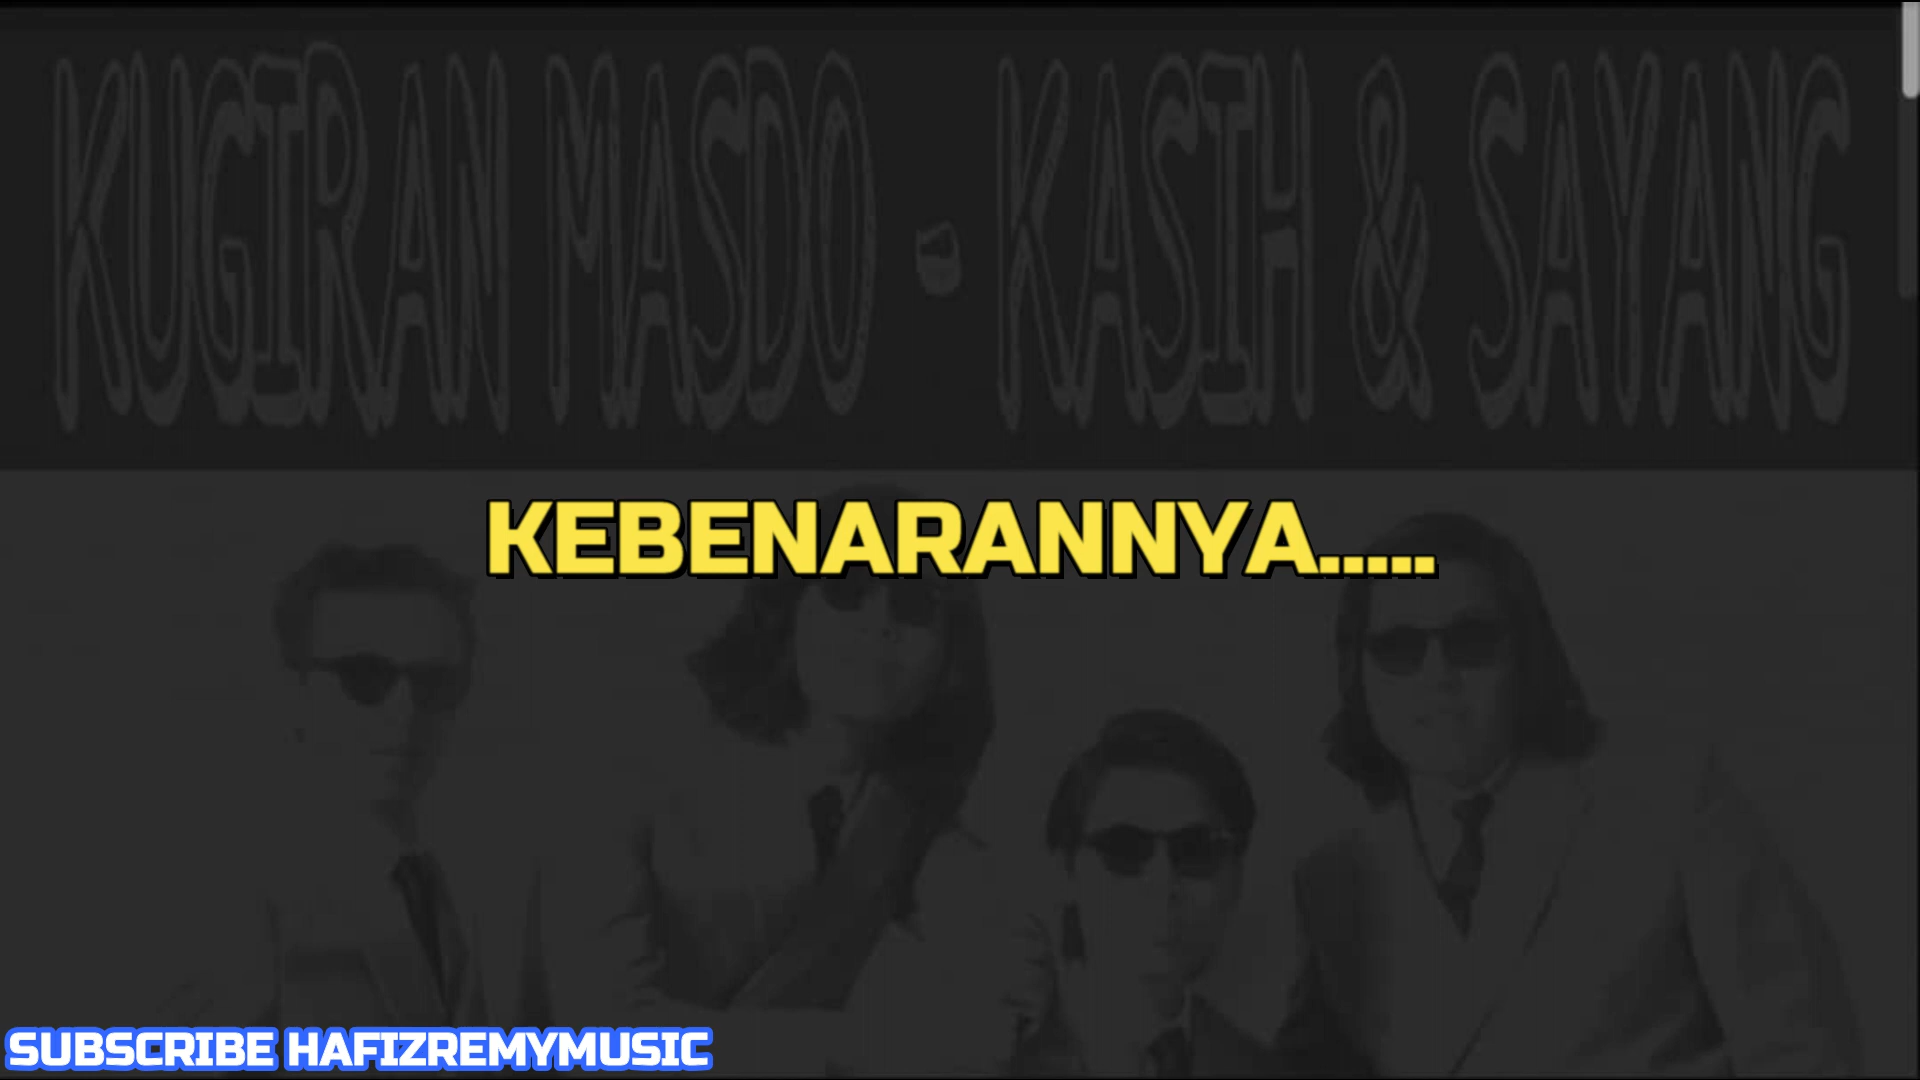 KUGIRAN MASDO - KASIH & SAYANG
KEBENARANNYA.....
SUBSCRIBE HAFIZREMYMUSIC